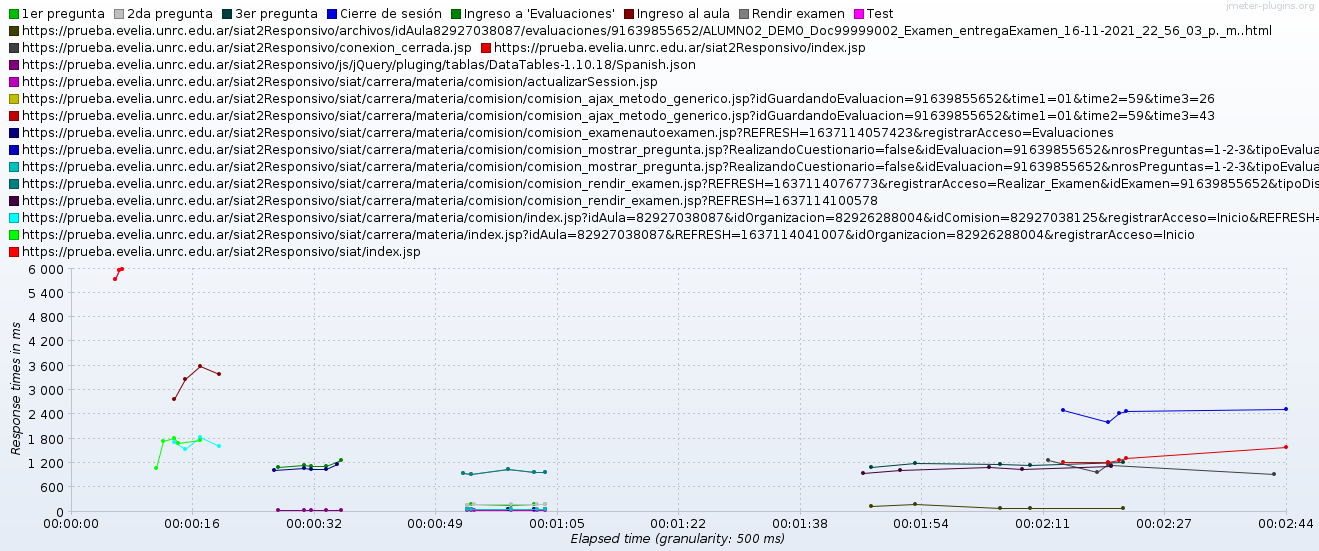 jmeter-plugins.org
1er pregunta 2da pregunta 3er pregunta Cierre de sesión Ingreso a 'Evaluaciones' Ingreso al aula Rendir examen Test
https://prueba.evelia.unrc.edu.ar/siat2Responsivo/archivos/idAula82927038087/evaluaciones/91639855652/ALUMNO2_DEMO_Doc99999002_Examen_entregaExamen_16-11-2021_22_56_03_p._m..html
https://prueba.evelia.unrc.edu.ar/siat2Responsivo/conexion_cerrada.jsp https://prueba.evelia.unrc.edu.ar/siat2Responsivo/index.jsp
https://prueba.evelia.unrc.edu.ar/siat2Responsivo/js/jQuery/pluging/tablas/DataTables-1.10.18/Spanish.json
https://prueba.evelia.unrc.edu.ar/siat2Responsivo/siat/carrera/materia/comision/actualizarSession.jsp
https://prueba.evelia.unrc.edu.ar/siat2Responsivo/siat/carrera/materia/comision/comision_ajax_metodo_generico.jsp?idGuardandoEvaluacion=91639855652&time1=01&time2=59&time3=26
https://prueba.evelia.unrc.edu.ar/siat2Responsivo/siat/carrera/materia/comision/comision_ajax_metodo_generico.jsp?idGuardandoEvaluacion=91639855652&time1=01&time2=59&time3=43
https://prueba.evelia.unrc.edu.ar/siat2Responsivo/siat/carrera/materia/comision/comision_examenautoexamen.jsp?REFRESH=1637114057423&registrarAcceso=Evaluaciones
https://prueba.evelia.unrc.edu.ar/siat2Responsivo/siat/carrera/materia/comision/comision_mostrar_pregunta.jsp?RealizandoCuestionario=false&idEvaluacion=91639855652&nrosPreguntas=1-2-3&tipoEvalua
https://prueba.evelia.unrc.edu.ar/siat2Responsivo/siat/carrera/materia/comision/comision_mostrar_pregunta.jsp?RealizandoCuestionario=false&idEvaluacion=91639855652&nrosPreguntas=1-2-3&tipoEvalua
https://prueba.evelia.unrc.edu.ar/siat2Responsivo/siat/carrera/materia/comision/comision_rendir_examen.jsp?REFRESH=1637114076773&registrarAcceso=Realizar_Examen&idExamen=91639855652&tipoDis
https://prueba.evelia.unrc.edu.ar/siat2Responsivo/siat/carrera/materia/comision/comision_rendir_examen.jsp?REFRESH=1637114100578
https://prueba.evelia.unrc.edu.ar/siat2Responsivo/siat/carrera/materia/comision/index.jsp?idAula=82927038087&idOrganizacion=82926288004&idComision=82927038125&registrarAcceso=Inicio&REFRESH=
https://prueba.evelia.unrc.edu.ar/siat2Responsivo/siat/carrera/materia/index.jsp?idAula=82927038087&REFRESH=1637114041007&idOrganizacion=82926288004&registrarAcceso=Inicio
https://prueba.evelia.unrc.edu.ar/siat2Responsivo/siat/index.jsp
Response times in ms
6 000
5 400
4 800
4 200
3 600
3 000
2 400
1 800
1 200
600
0
00:00:00 00:00:16 00:00:32 00:00:49 00:01:05 00:01:22 00:01:38 00:01:54 00:02:11 00:02:27 00:02:44
Elapsed time (granularity: 500 ms)